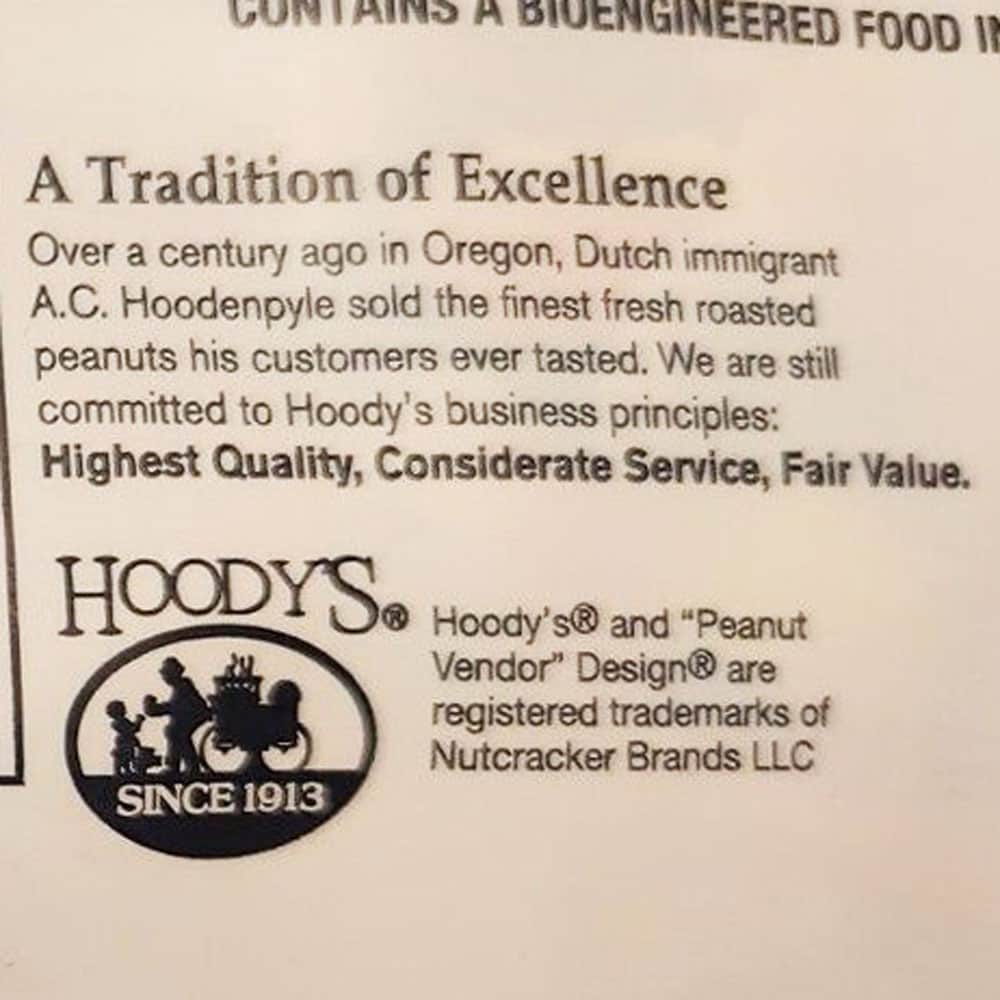 CONTAINS A BIOENGINEERED FOOD
A Tradition of Excellence
Over a century ago in Oregon, Dutch immigrant
A.C. Hoodenpyle sold the finest fresh roasted
peanuts his customers ever tasted. We are still
committed to Hoody's business principles:
Highest Quality, Considerate Service, Fair Value.
HOODY'S®
SINCE 1913
Hoody's® and “Peanut
Vendor” Design® are
registered trademarks of
Nutcracker Brands LLC